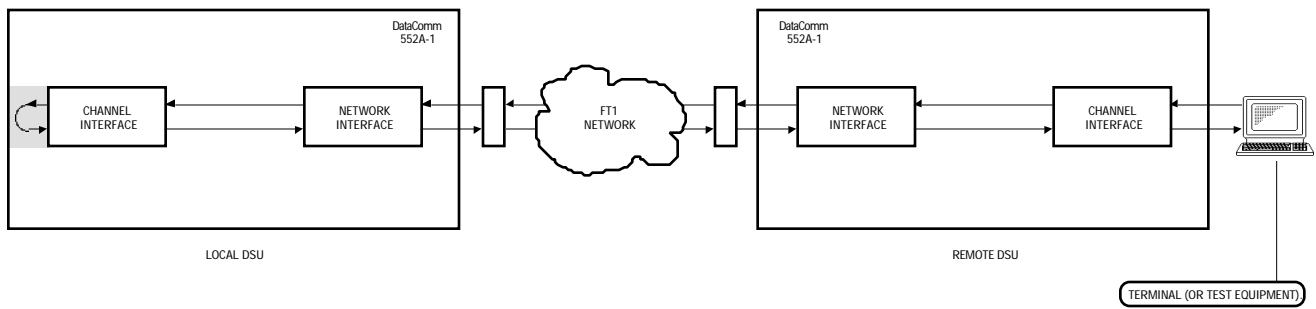 DataComm
552A-1
DataComm
552A-1
CHANNEL
INTERFACE
NETWORK
INTERFACE
FT1
NETWORK
NETWORK
INTERFACE
CHANNEL
INTERFACE
LOCAL DSU
REMOTE DSU
TERMINAL (OR TEST EQUIPMENT).